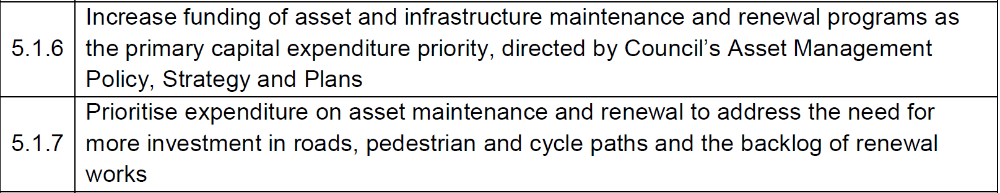 Increase funding of asset and infrastructure maintenance and renewal programs as
5.1.6 the primary capital expenditure priority, directed by Council’s Asset Management
Policy, Strategy and Plans
Prioritise expenditure on asset maintenance and renewal to address the need for
5.1.7 more investment in roads, pedestrian and cycle paths and the backlog of renewal
works